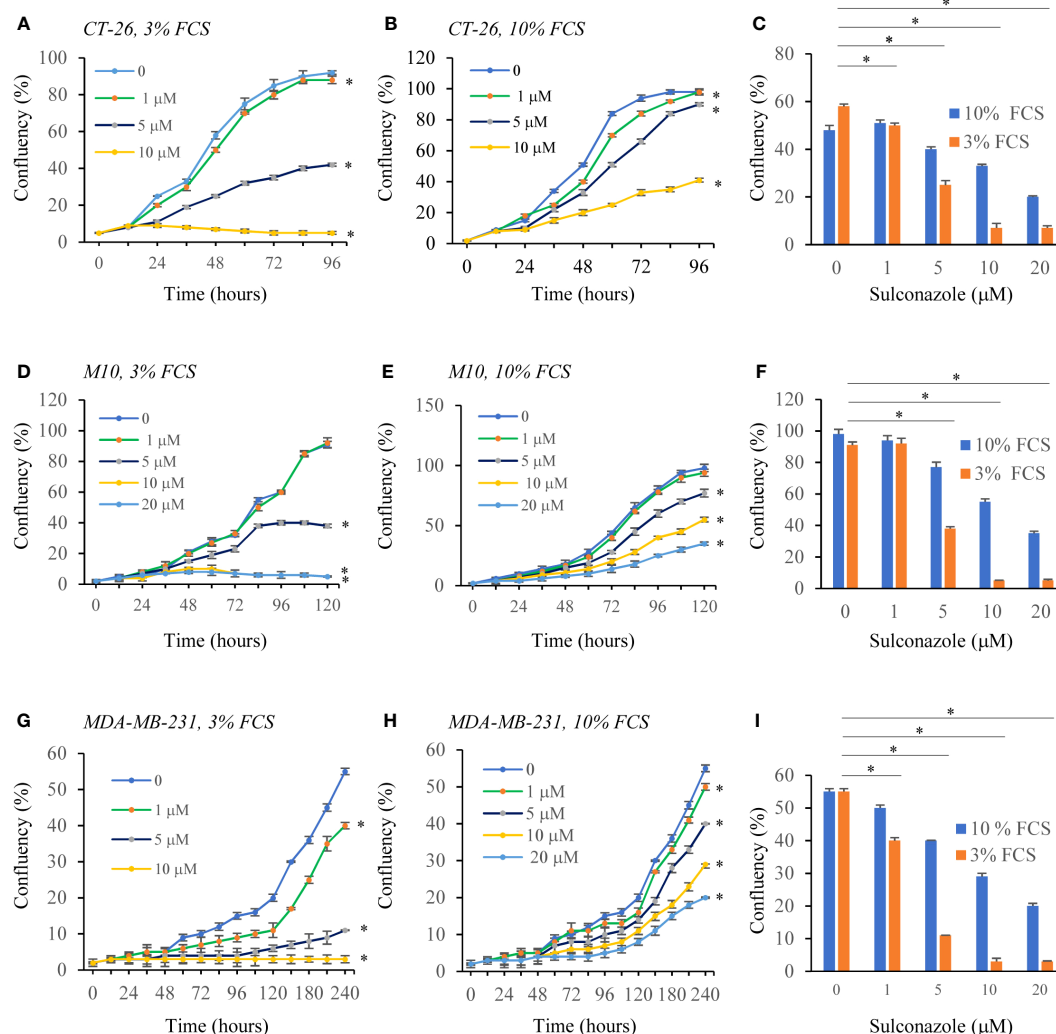 A
CT-26, 3% FCS
Confluency (%)
100
80
60
40
20
0
0
1 μM
5 μM
10 μM
*
*
*
0 24 48 72 96
Time (hours)
B
CT-26, 10% FCS
Confluency (%)
120
100
80
60
40
20
0
0
1 μM
5 μM
10 μM
*
*
*
0 24 48 72 96
Time (hours)
C
*
*
*
*
Confluency (%)
80
60
40
20
0
10% FCS
3% FCS
0 1 5 10 20
Sulconazole (μM)
D
M10, 3% FCS
Confluency (%)
100
80
60
40
20
0
0
1 μM
5 μM
10 μM
20 μM
*
*
*
0 24 48 72 96 120
Time (hours)
E
M10, 10% FCS
Confluency (%)
150
100
50
0
0
1 μM
5 μM
10 μM
20 μM
*
*
*
0 24 48 72 96 120
Time (hours)
F
*
*
*
Confluency (%)
120
100
80
60
40
20
0
10% FCS
3% FCS
0 1 5 10 20
Sulconazole (μM)
G
MDA-MB-231, 3% FCS
Confluency (%)
60
50
40
30
20
10
0
0
1 μM
5 μM
10 μM
*
*
*
0 24 48 72 96 120 180 240
Time (hours)
H
MDA-MB-231, 10% FCS
Confluency (%)
60
50
40
30
20
10
0
0
1 μM
5 μM
10 μM
20 μM
*
*
*
*
0 24 48 72 96 120 180 240
Time (hours)
I
*
*
*
*
Confluency (%)
60
50
40
30
20
10
0
10 % FCS
3% FCS
0 1 5 10 20
Sulconazole (μM)